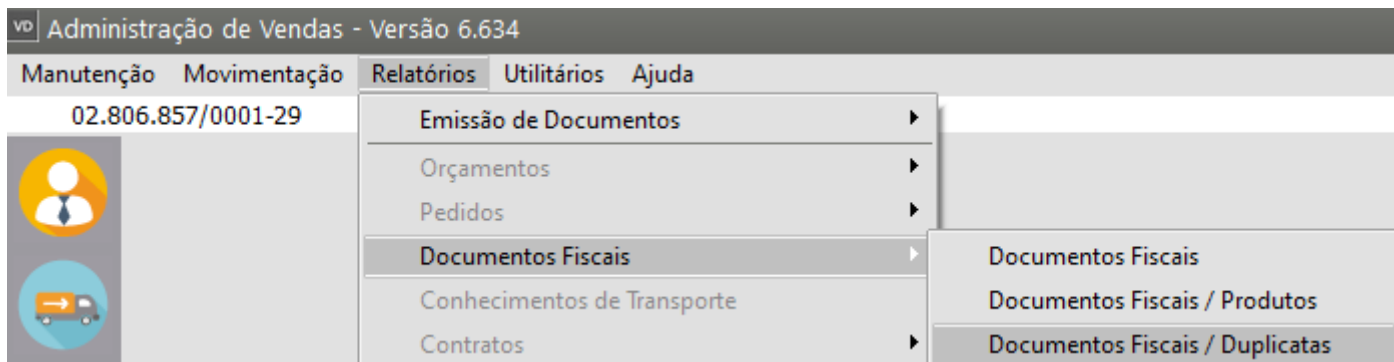 VD Administração de Vendas - Versão 6.634
Manutenção Movimentação Relatórios Utilitários Ajuda
02.806.857/0001-29
Emissão de Documentos
Orçamentos
Pedidos
Documentos Fiscais
Conhecimentos de Transporte
Contratos
Documentos Fiscais
Documentos Fiscais / Produtos
Documentos Fiscais / Duplicatas